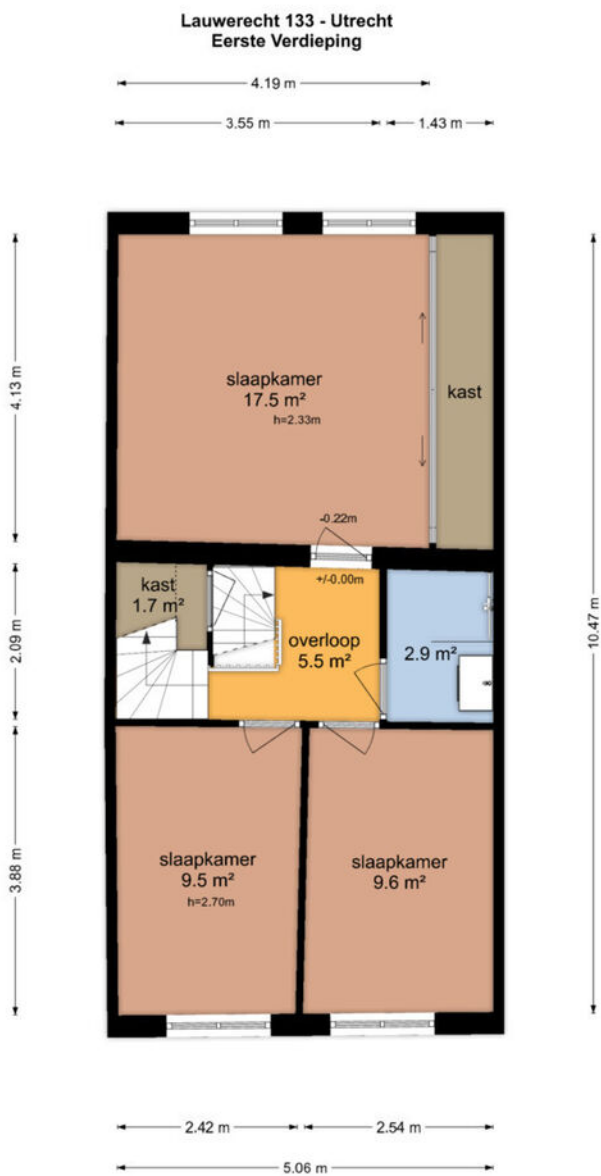 Lauwerecht 133 - Utrecht
Eerste Verdieping
4.19 m
3.55 m
1.43 m
4.13 m
10.47 m
slaapkamer
17.5 m²
h=2.33m
kast
-0.22m
+/-0.00m
kast
1.7 m²
overloop
5.5 m²
2.9 m²
2.09 m
slaapkamer
9.5 m²
h=2.70m
slaapkamer
9.6 m²
3.88 m
2.42 m
2.54 m
5.06 m